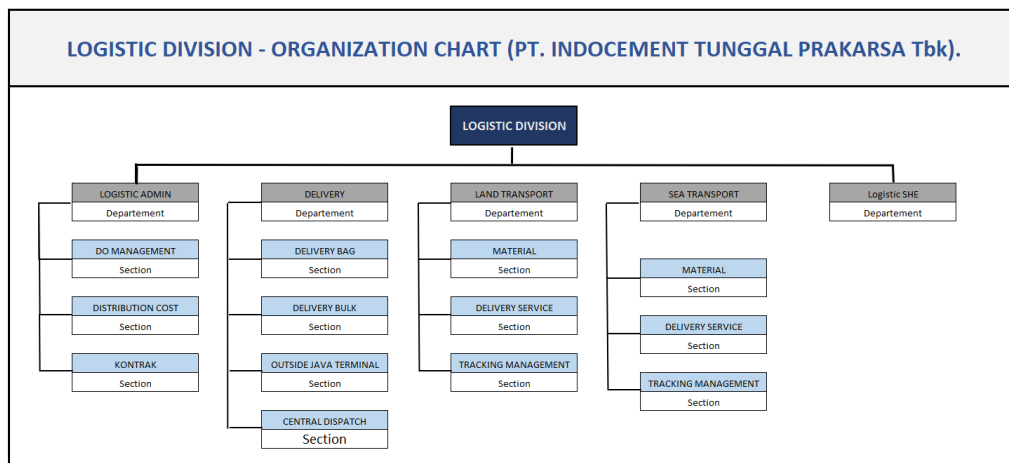 LOGISTIC DIVISION - ORGANIZATION CHART (PT. INDOCEMENT TUNGGAL PRAKARSA Tbk).
LOGISTIC DIVISION
LOGISTIC ADMIN
Departement
DO MANAGEMENT
Section
DISTRIBUTION COST
Section
KONTRAK
Section
DELIVERY
Departement
DELIVERY BAG
Section
DELIVERY BULK
Section
OUTSIDE JAVA TERMINAL
Section
CENTRAL DISPATCH
Section
LAND TRANSPORT
Departement
MATERIAL
Section
DELIVERY SERVICE
Section
TRACKING MANAGEMENT
Section
SEA TRANSPORT
Departement
MATERIAL
Section
DELIVERY SERVICE
Section
TRACKING MANAGEMENT
Section
Logistic SHE
Departement